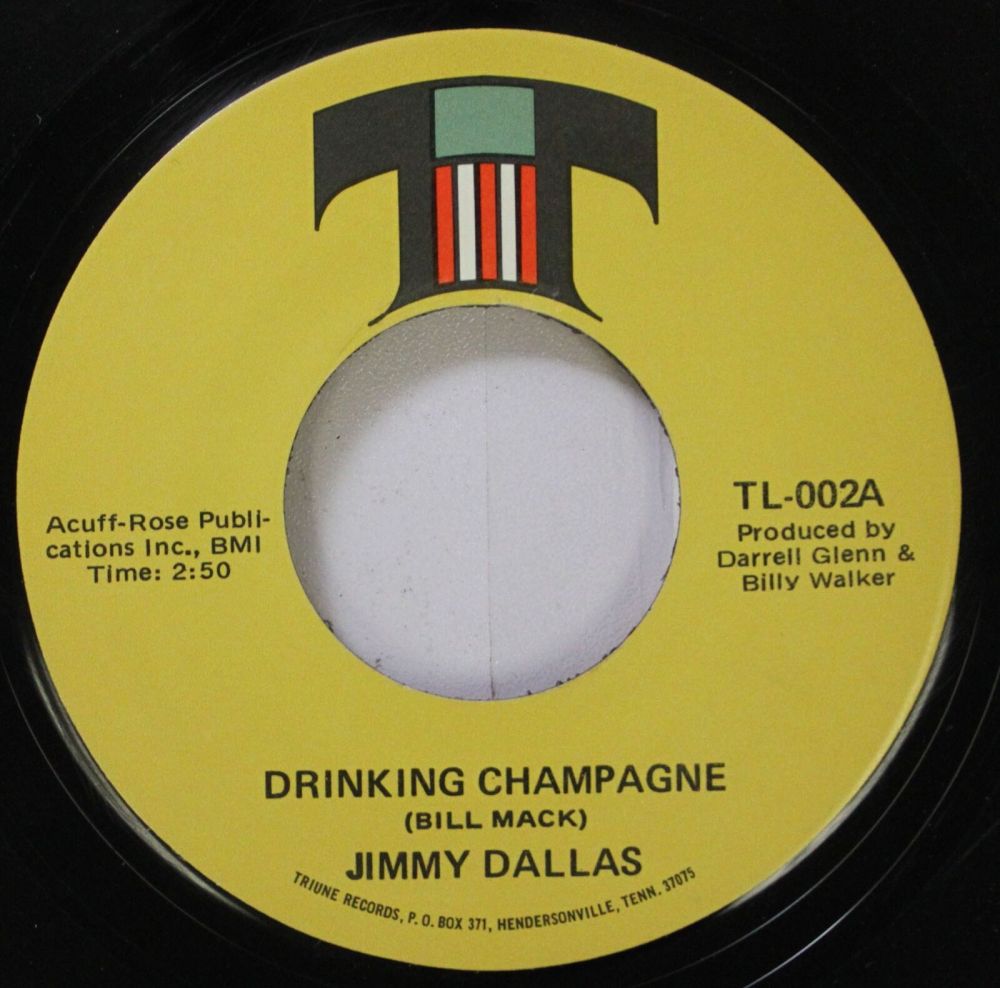 T
Acuff-Rose Publi-
cations Inc., BMI
Time: 2:50
TL-002A
Produced by
Darrell Glenn &
Billy Walker
DRINKING CHAMPAGNE
(BILL MACK)
JIMMY DALLAS
TRIUNE RECORDS, P. O. BOX 371, HENDERSONVILLE, TENN. 37075